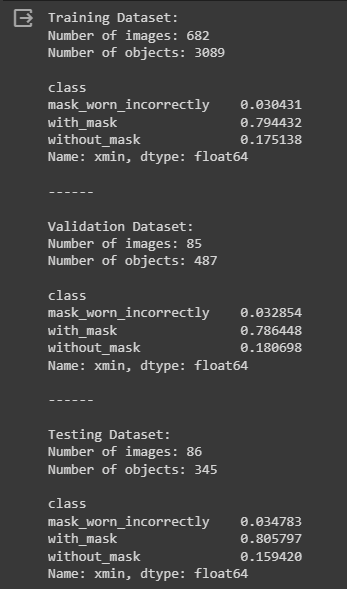 Training Dataset:
Number of images: 682
Number of objects: 3089
class
mask_worn_incorrectly    0.030431
with_mask                0.794432
without_mask             0.175138
Name: xmin, dtype: float64
------
Validation Dataset:
Number of images: 85
Number of objects: 487
class
mask_worn_incorrectly    0.032854
with_mask                0.786448
without_mask             0.180698
Name: xmin, dtype: float64
------
Testing Dataset:
Number of images: 86
Number of objects: 345
class
mask_worn_incorrectly    0.034783
with_mask                0.805797
without_mask             0.159420
Name: xmin, dtype: float64